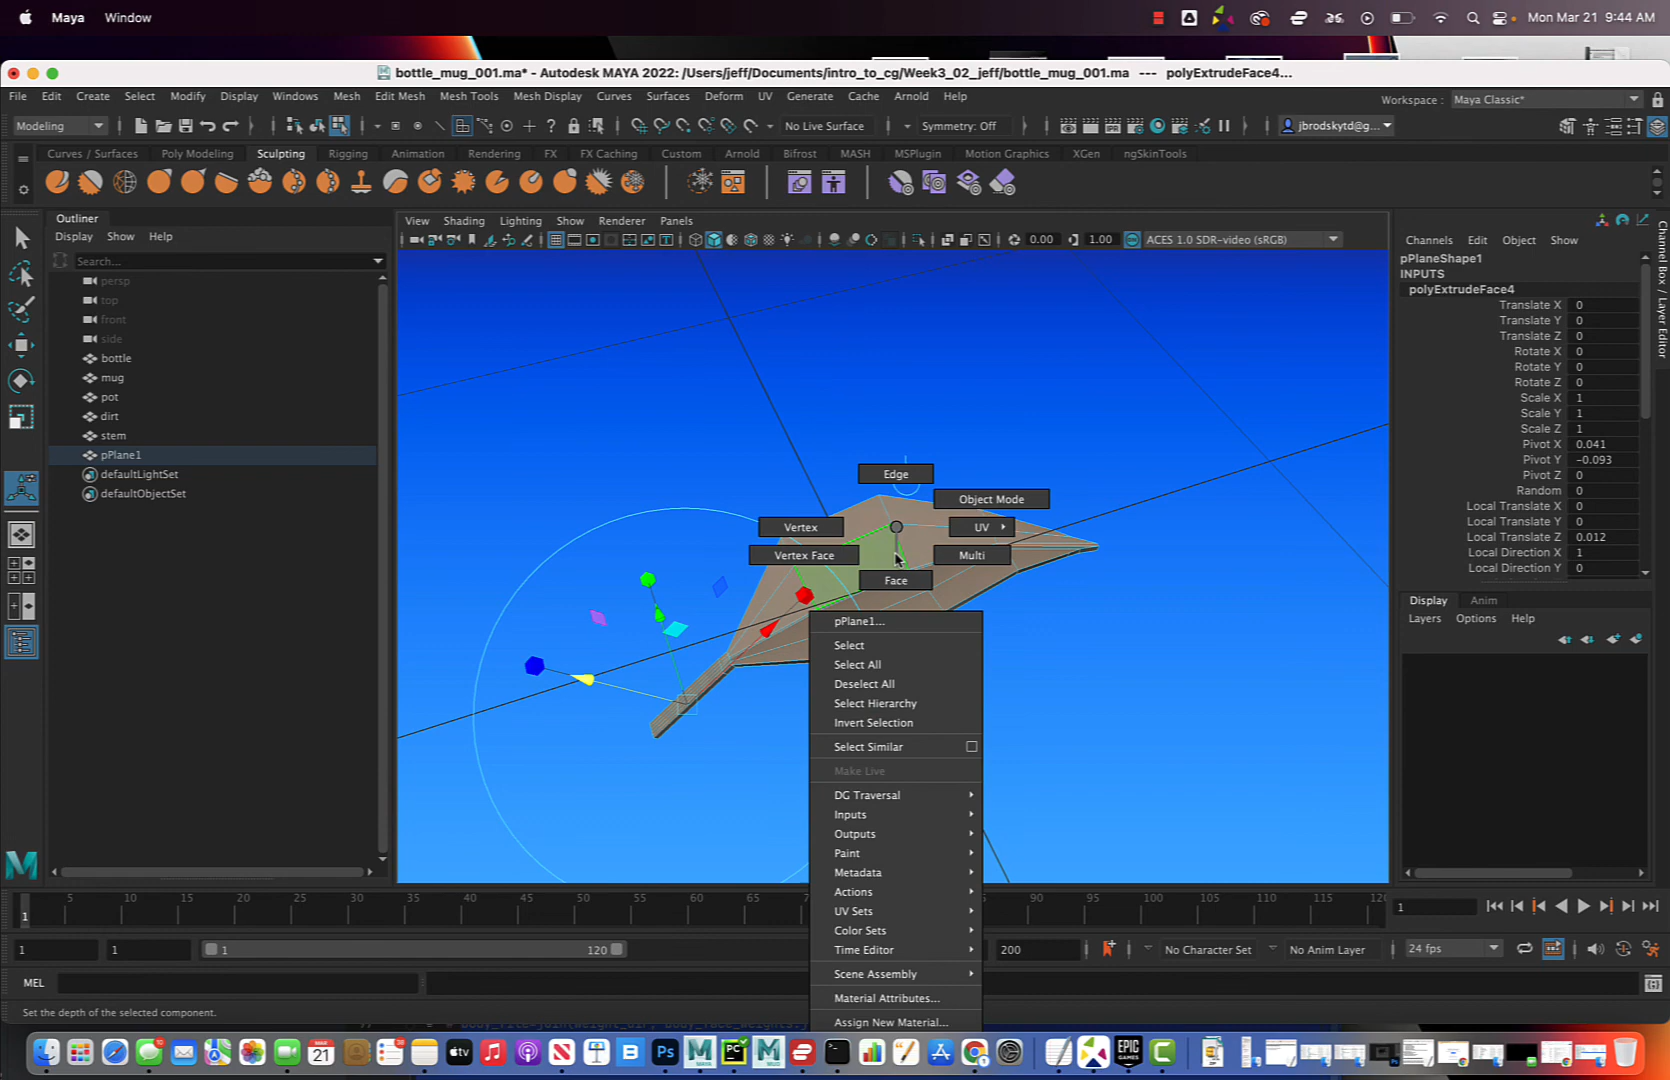 Maya Window
Mon Mar 21 9:44 AM
bottle_mug_001.ma* - Autodesk MAYA 2022: /Users/jeff/Documents/intro_to_cg/Week3_02_jeff/bottle_mug_001.ma --- polyExtrudeFace4...
File Edit Create Select Modify Display Windows Mesh Edit Mesh Mesh Tools Mesh Display Curves Surfaces Deform UV Generate Cache Arnold Help
Workspace : Maya Classic*
Modeling
No Live Surface
Symmetry: Off
jbrodskytd@g...
Curves / Surfaces Poly Modeling Sculpting Rigging Animation Rendering FX FX Caching Custom Arnold Bifrost MASH MSPlugin Motion Graphics XGen ngSkinTools
Outliner
Display Show Help
Search...
persp
top
front
side
bottle
mug
pot
dirt
stem
pPlane1
defaultLightSet
defaultObjectSet
View Shading Lighting Show Renderer Panels
0.00 1.00 ACES 1.0 SDR-video (sRGB)
Edge
Object Mode
Vertex
UV
Vertex Face
Multi
Face
pPlane1...
Select
Select All
Deselect All
Select Hierarchy
Invert Selection
Select Similar
Make Live
DG Traversal
Inputs
Outputs
Paint
Metadata
Actions
UV Sets
Color Sets
Time Editor
Scene Assembly
Material Attributes...
Assign New Material...
Channels Edit Object Show
pPlaneShape1
INPUTS
polyExtrudeFace4
Translate X 0
Translate Y 0
Translate Z 0
Rotate X 0
Rotate Y 0
Rotate Z 0
Scale X 1
Scale Y 1
Scale Z 1
Pivot X 0.041
Pivot Y -0.093
Pivot Z 0
Random 0
Local Translate X 0
Local Translate Y 0
Local Translate Z 0.012
Local Direction X 1
Local Direction Y 0
Display Anim
Layers Options Help
Channel Box / Layer Editor
5 10 15 20 25 30 35 40 45 50 55 60 65 90 95 100 105 110 115
1
1
1 1 1 120 200
No Character Set No Anim Layer 24 fps
MEL
Set the depth of the selected component.
MAR
21
tv
EPIC
GAMES